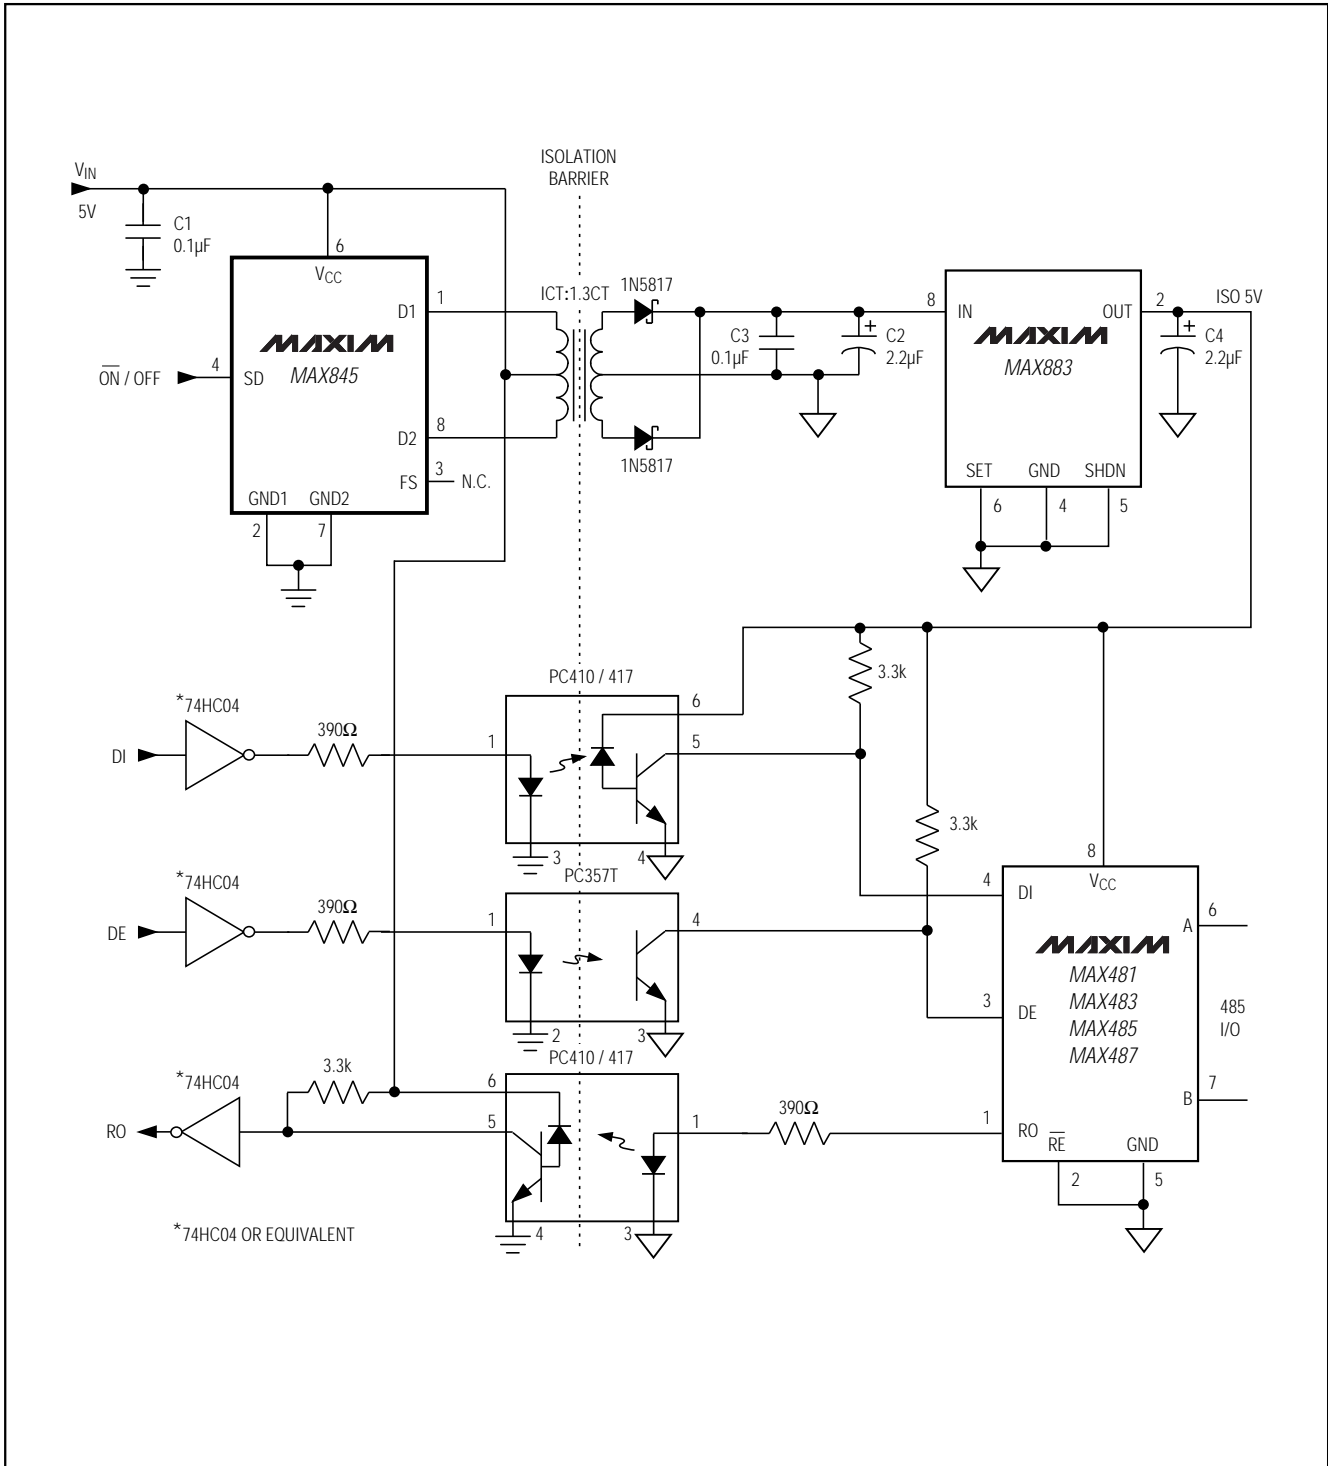 ISOLATION
BARRIER
VIN
5V
C1
0.1µF
6
VCC
D1
1
MAXIM
MAX845
ON / OFF
4
SD
D2
8
FS
3
N.C.
GND1
GND2
2
7
ICT:1.3CT
1N5817
1N5817
C3
0.1µF
C2
2.2µF
8
IN
OUT
2
ISO 5V
MAXIM
MAX883
C4
2.2µF
SET
GND
SHDN
6
4
5
PC410 / 417
3.3k
*74HC04
DI
390Ω
1
6
5
3
4
3.3k
PC357T
*74HC04
DE
390Ω
1
4
2
3
8
VCC
4
DI
A
6
MAXIM
MAX481
MAX483
MAX485
MAX487
3
DE
485
I/O
B
7
PC410 / 417
*74HC04
3.3k
RO
6
5
1
390Ω
1
RO
RE
GND
2
5
4
3
*74HC04 OR EQUIVALENT